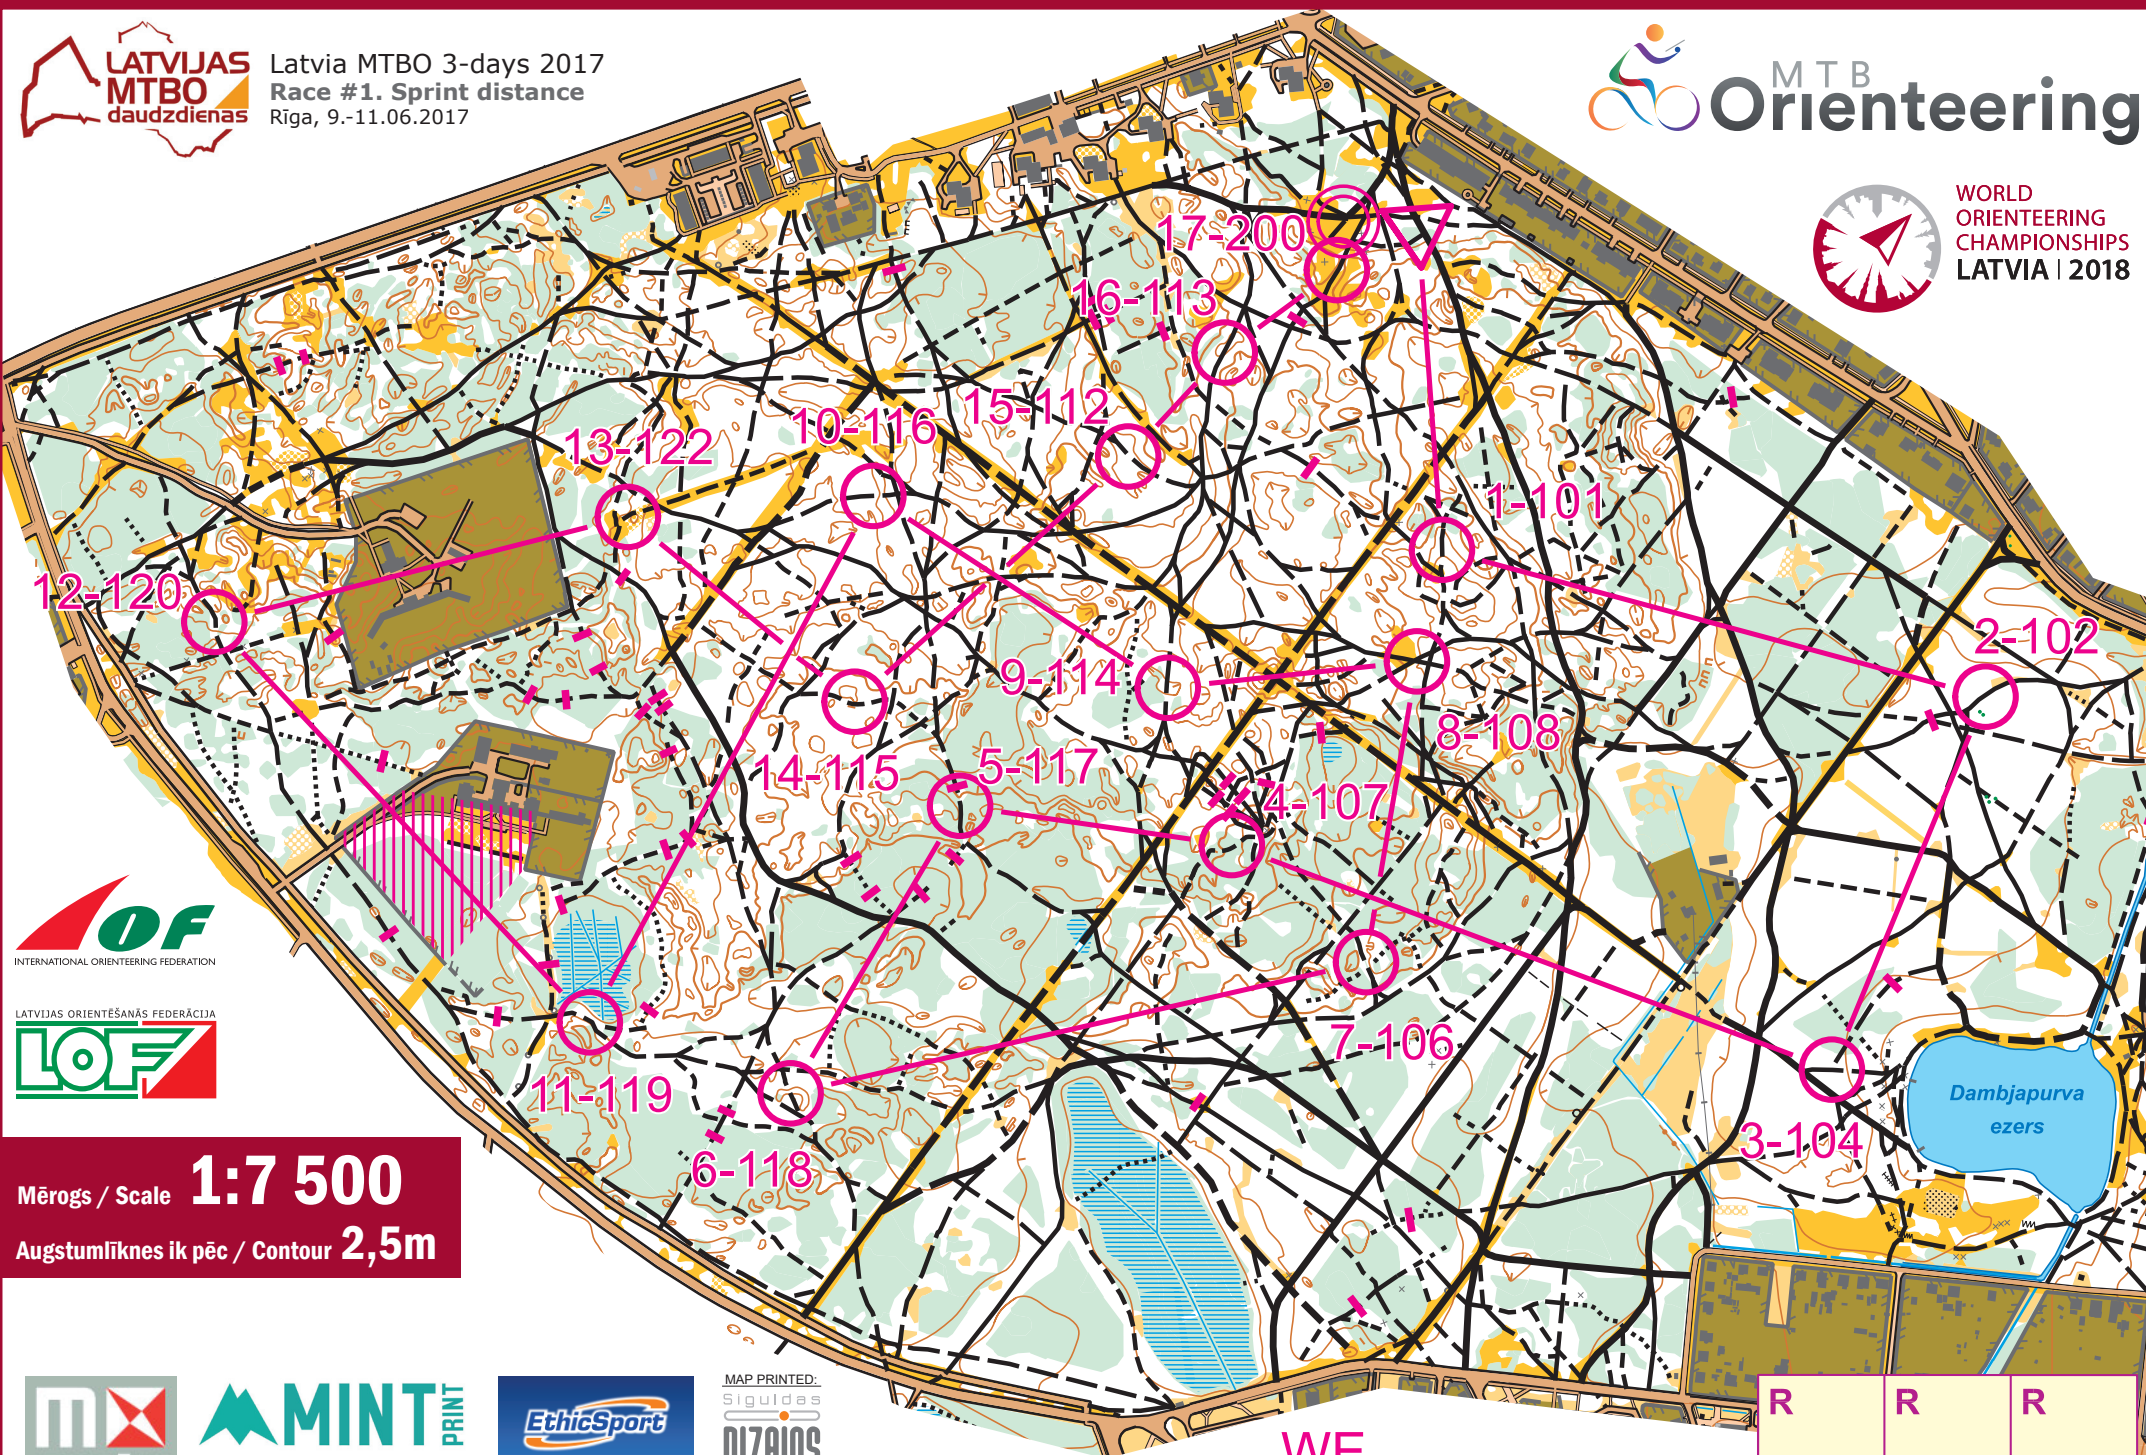 LATVIJAS
MTBO
daudzdienas
Latvia MTBO 3-days 2017
Race #1. Sprint distance
Rīga, 9.-11.06.2017
MTB
Orienteering
WORLD
ORIENTEERING
CHAMPIONSHIPS
LATVIA | 2018
17-200
16-113
15-112
10-116
13-122
1-101
12-120
2-102
9-114
8-108
14-115
5-117
4-107
7-106
11-119
3-104
6-118
Dambjapurva
ezers
IOF
INTERNATIONAL ORIENTEERING FEDERATION
LATVIJAS ORIENTĒŠANĀS FEDERĀCIJA
LOF
Mērogs / Scale 1:7 500
Augstumlīknes ik pēc / Contour 2,5m
mx
MINT
PRINT
EthicSport
MAP PRINTED:
Siguldas
DIZAINS
WE
R R R